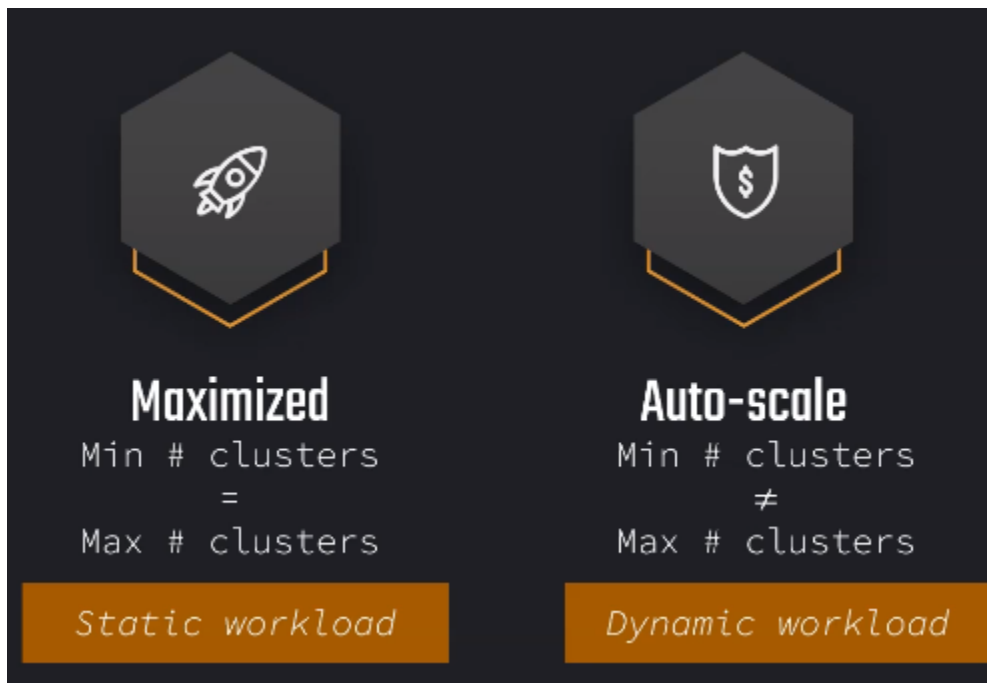 Maximized
Min # clusters
=
Max # clusters
Static workload
Auto-scale
Min # clusters
≠
Max # clusters
Dynamic workload